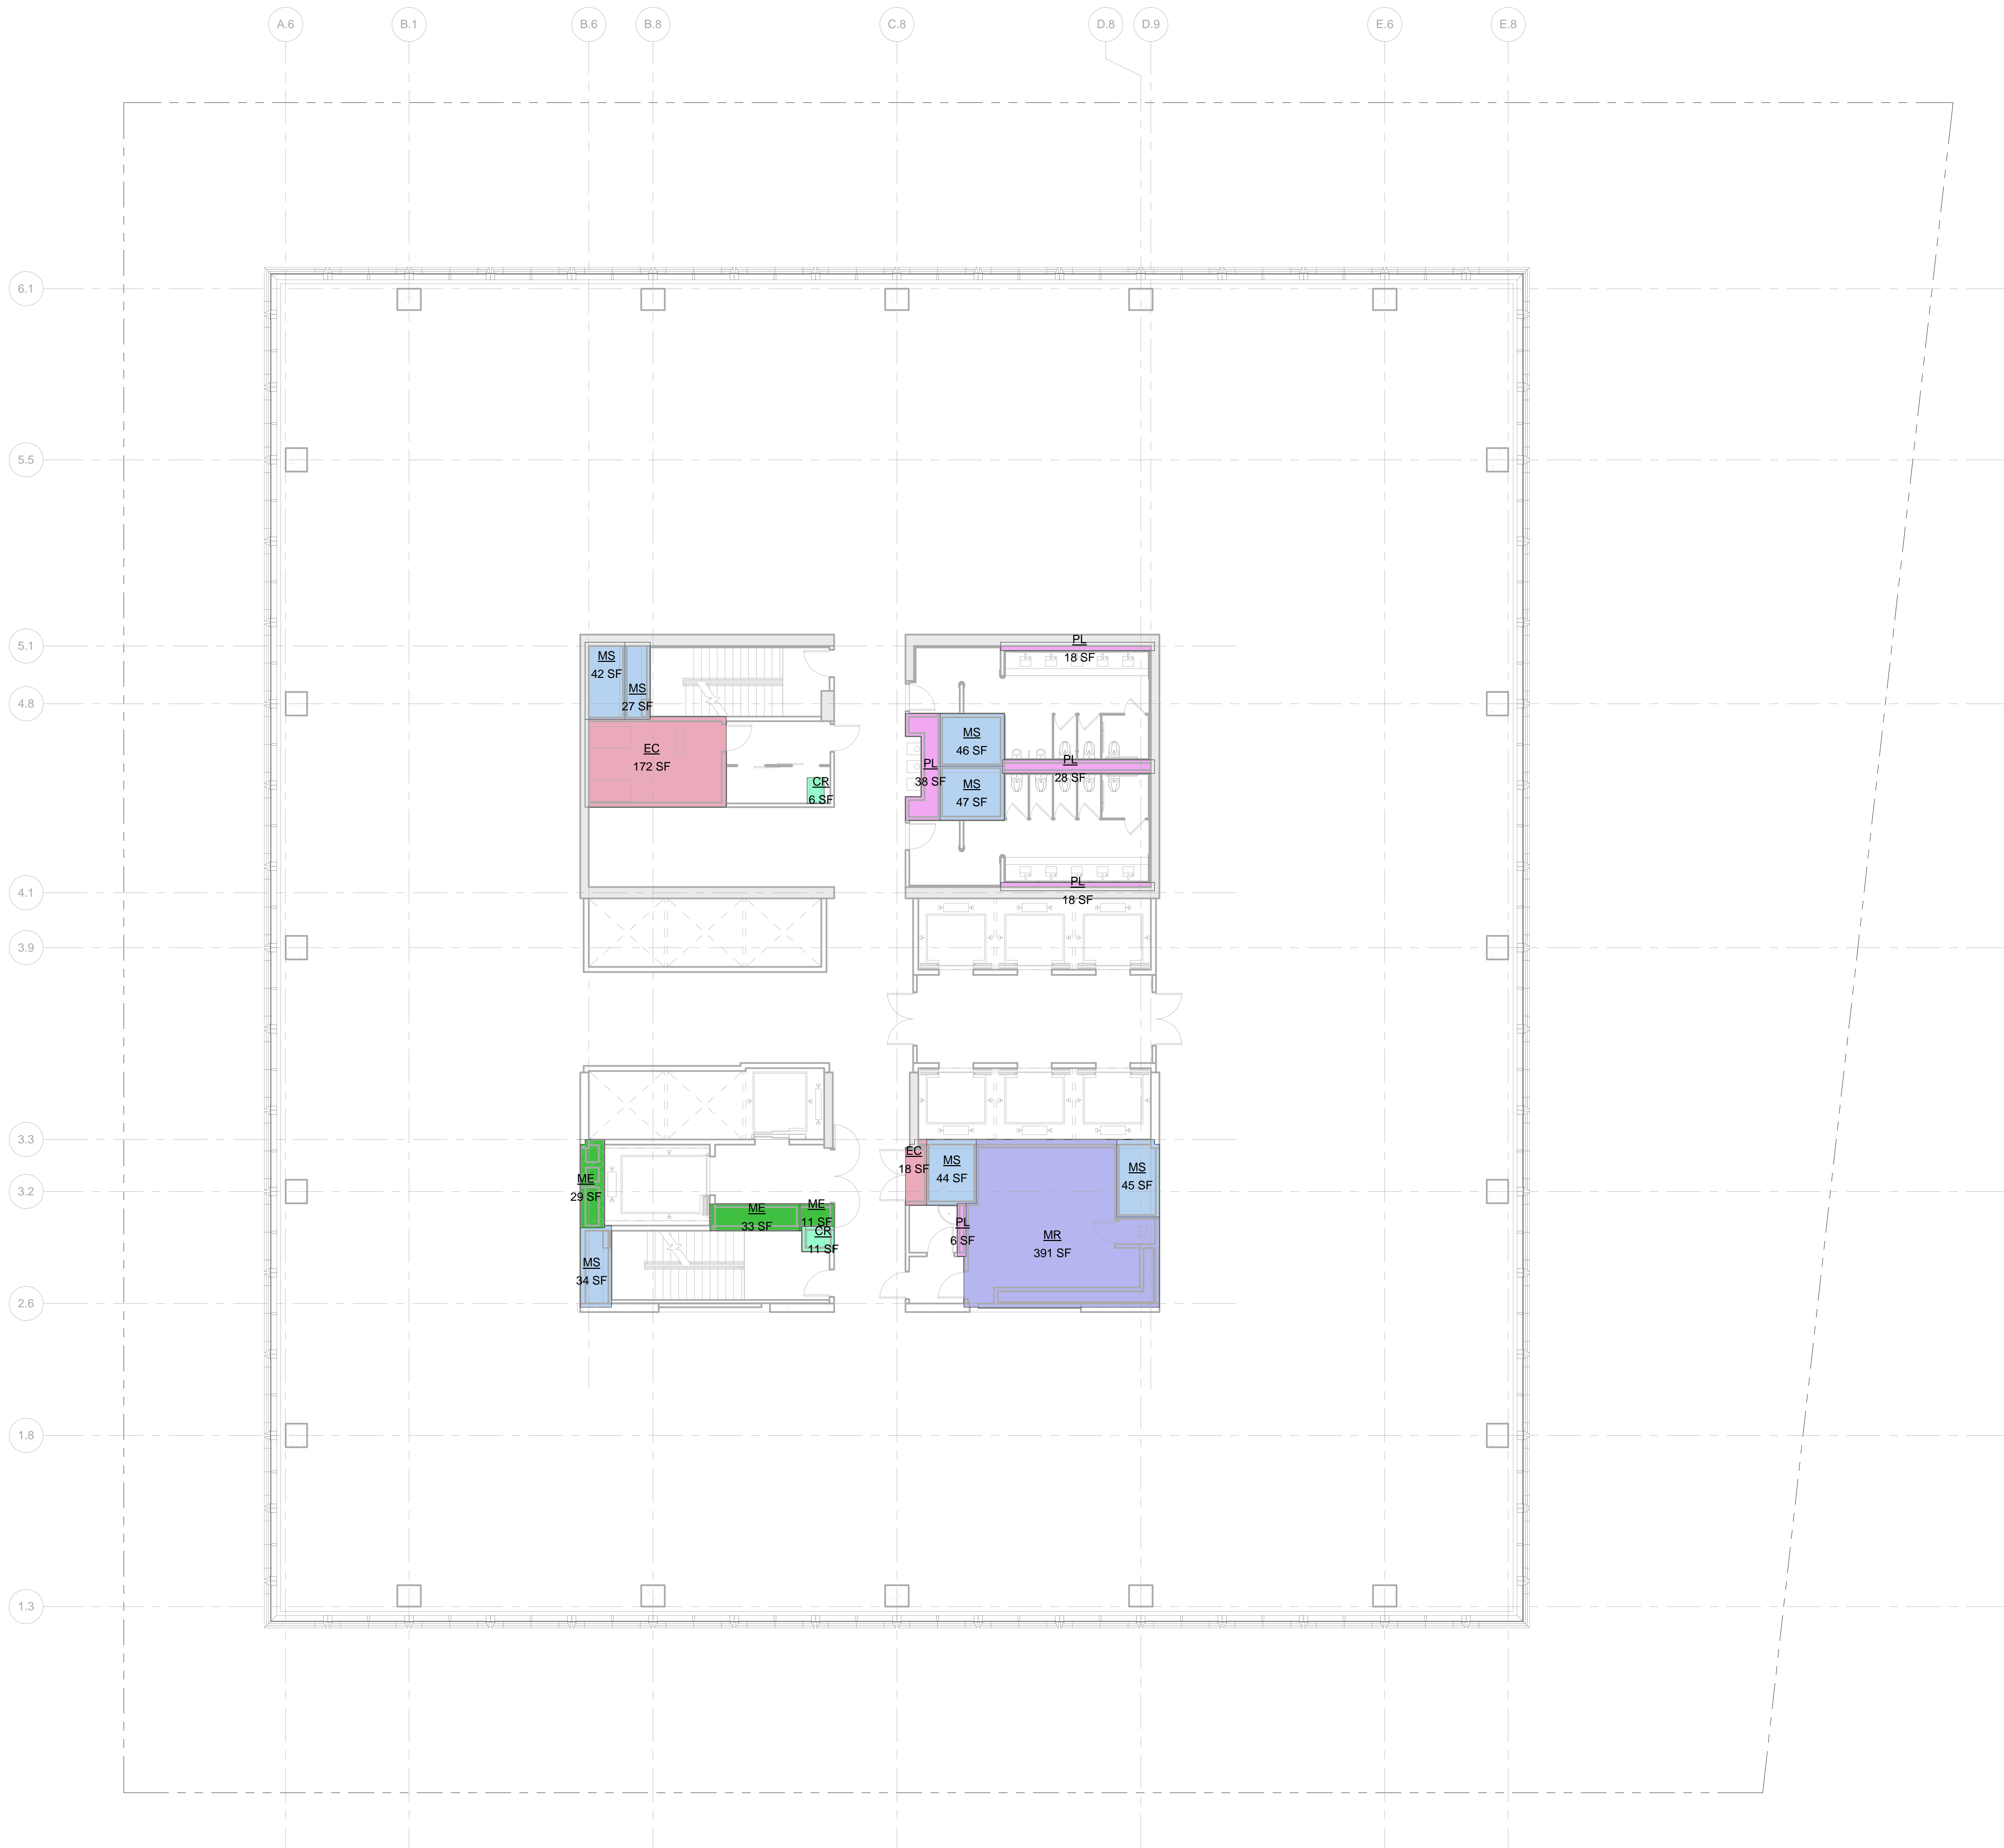 A.6
B.1
B.6
B.8
C.8
D.8
D.9
E.6
E.8
6.1
5.5
5.1
4.8
4.1
3.9
3.3
3.2
2.6
1.8
1.3
MS
42 SF
MS
27 SF
EC
172 SF
CR
6 SF
PL
18 SF
MS
46 SF
PL
38 SF
PL
28 SF
MS
47 SF
PL
18 SF
ME
29 SF
ME
33 SF
ME
11 SF
CR
11 SF
MS
34 SF
EC
18 SF
MS
44 SF
MS
45 SF
PL
6 SF
MR
391 SF